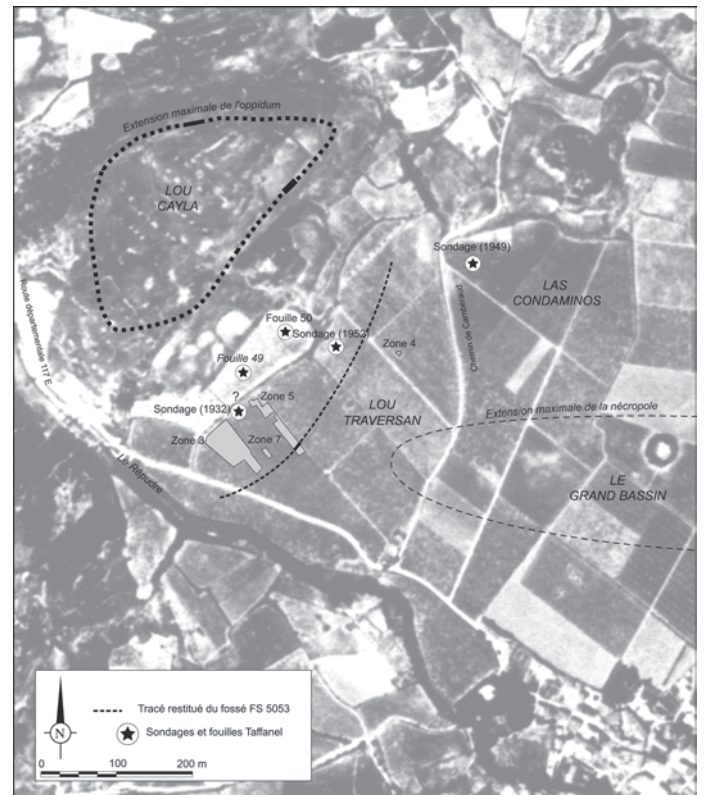 Extension maximale de l'oppidum
LOU
CAYLA
Route départementale 117 E
Sondage (1949)
LAS
CONDAMINOS
Chemin de Cambéraud
Fouille 50
Sondage (1952)
Zone 4
Fouille 49
?
Sondage (1932)
Zone 5
LOU
TRAVERSAN
Extension maximale de la nécropole
Zone 3
Zone 7
Le Répudre
LE
GRAND BASSIN
Tracé restitué du fossé FS 5053
Sondages et fouilles Taffanel
N
0 100 200 m